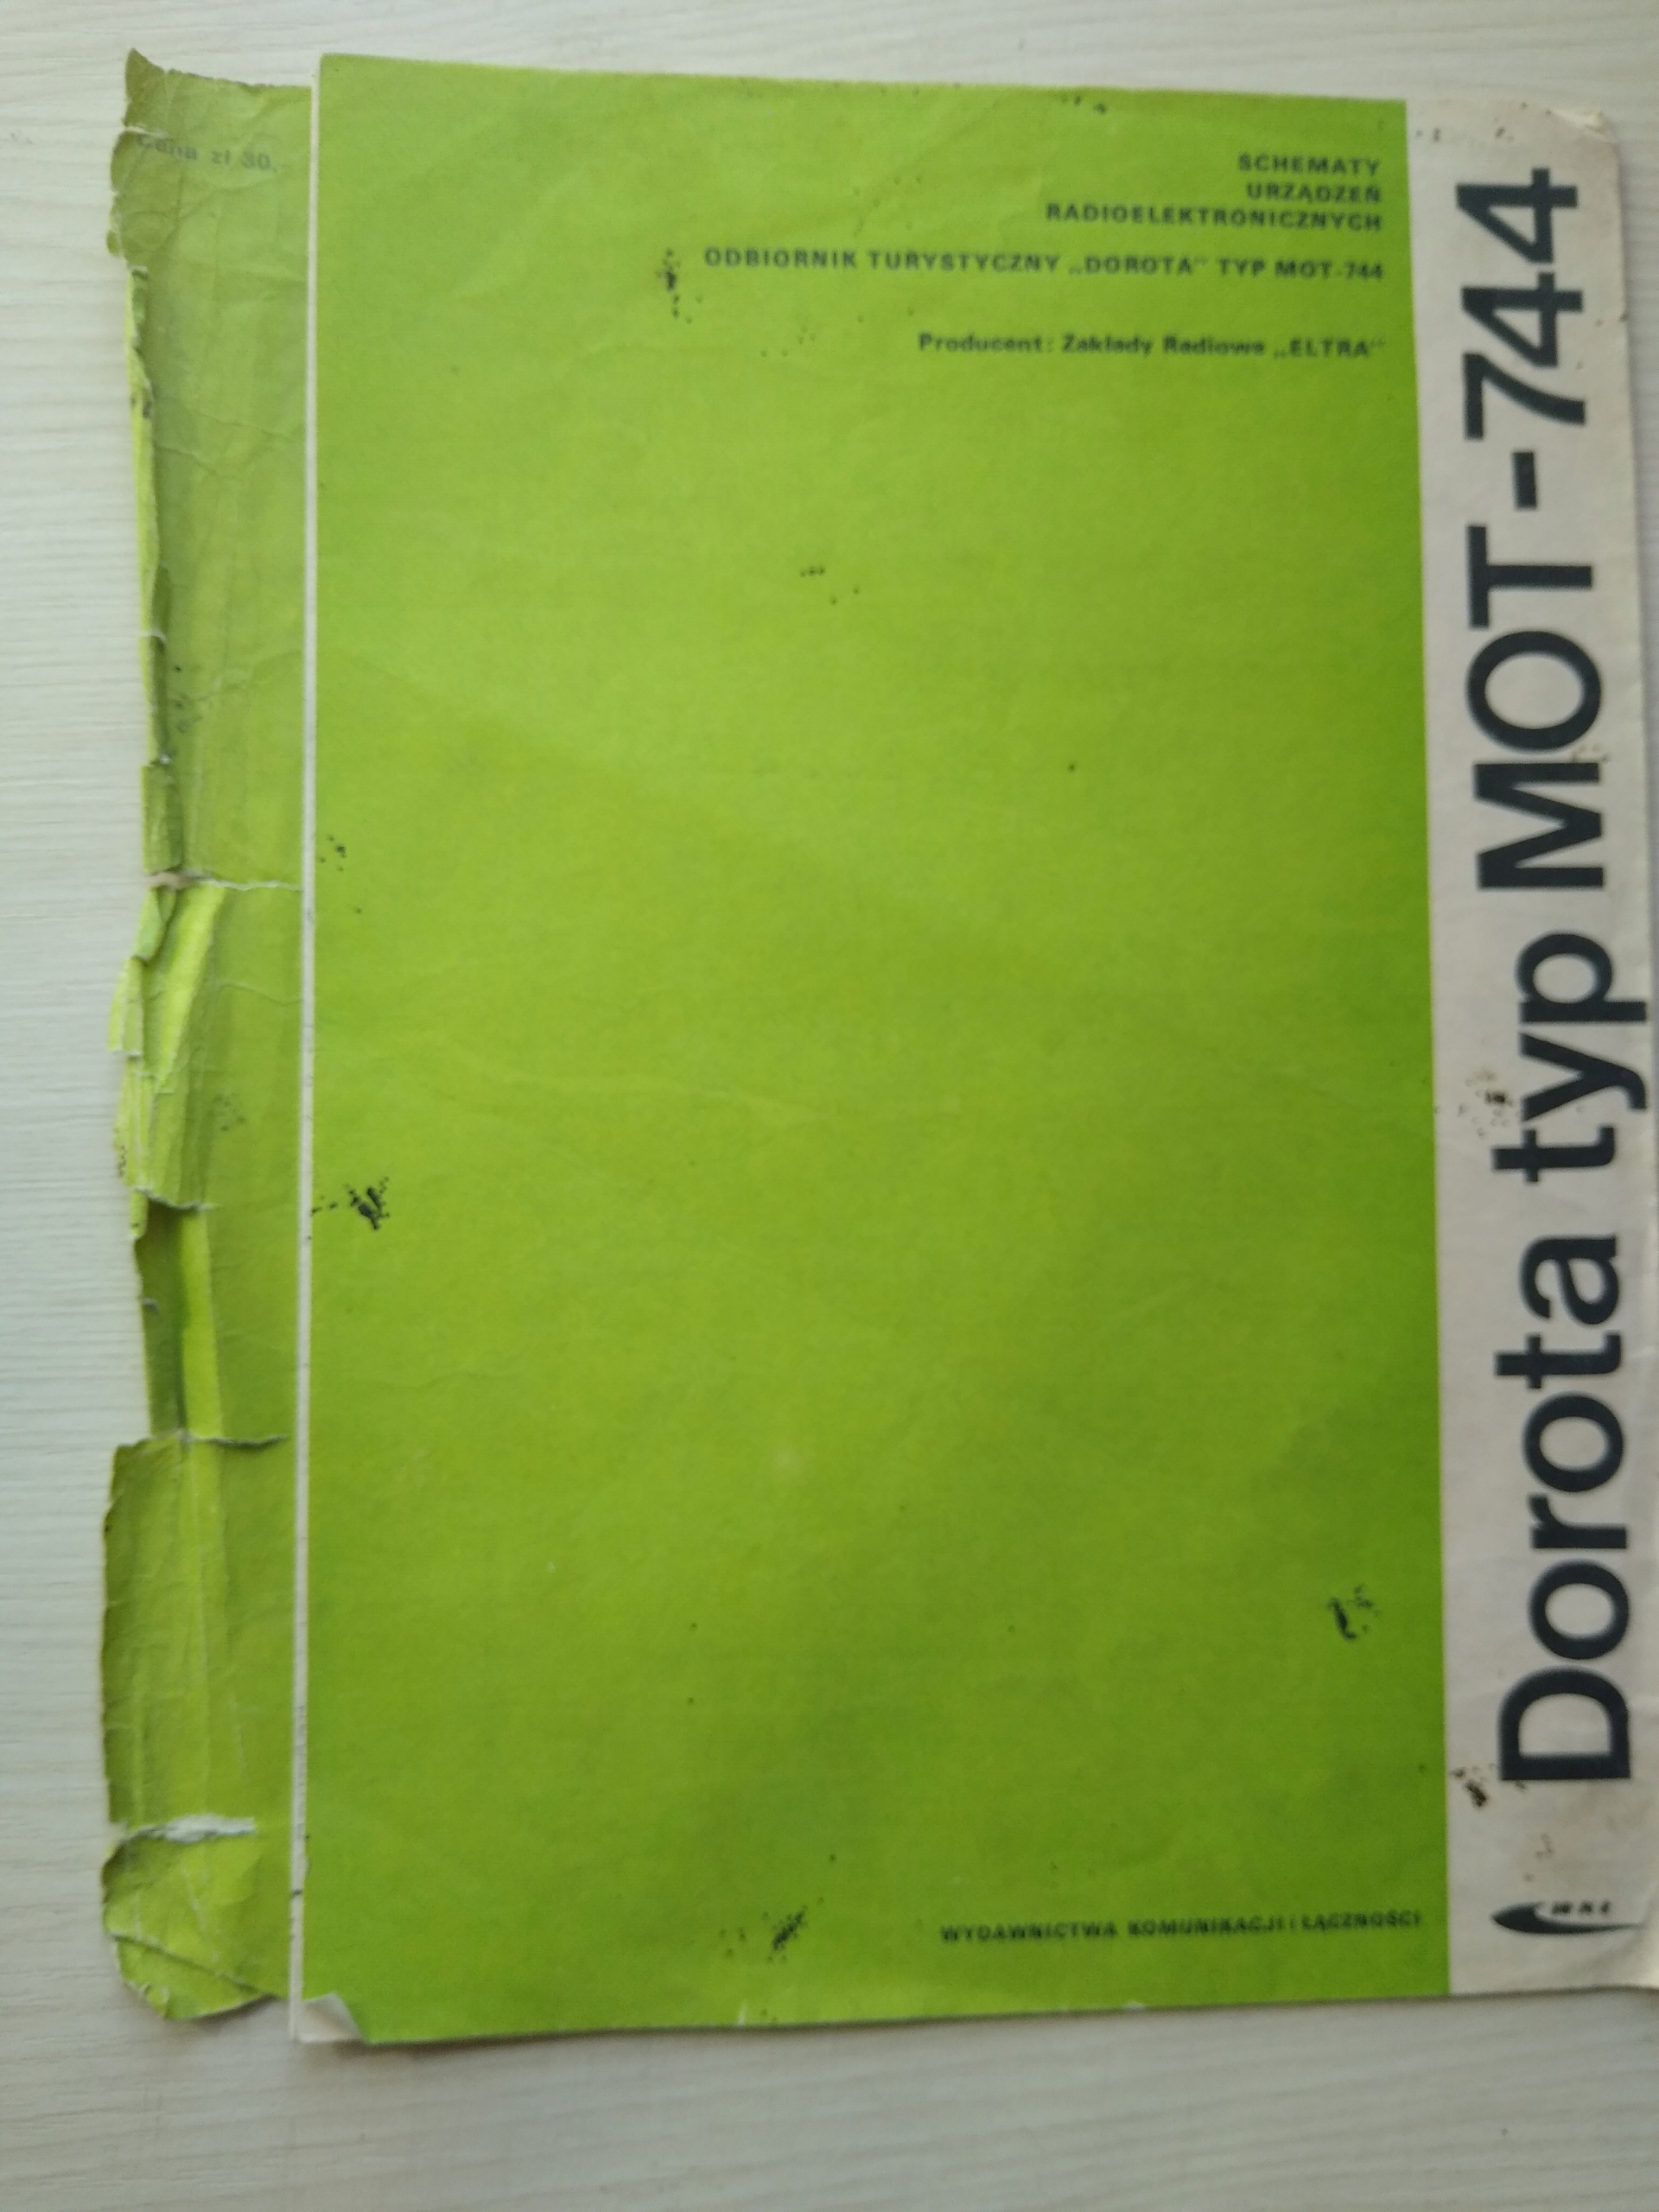 Cena zł 30.
SCHEMATY
URZĄDZEŃ
RADIOELEKTRONICZNYCH
ODBIORNIK TURYSTYCZNY „DOROTA” TYP MOT-744
Producent: Zakłady Radiowe „ELTRA”
WYDAWNICTWA KOMUNIKACJI i ŁĄCZNOŚCI
Dorota typ MOT-744